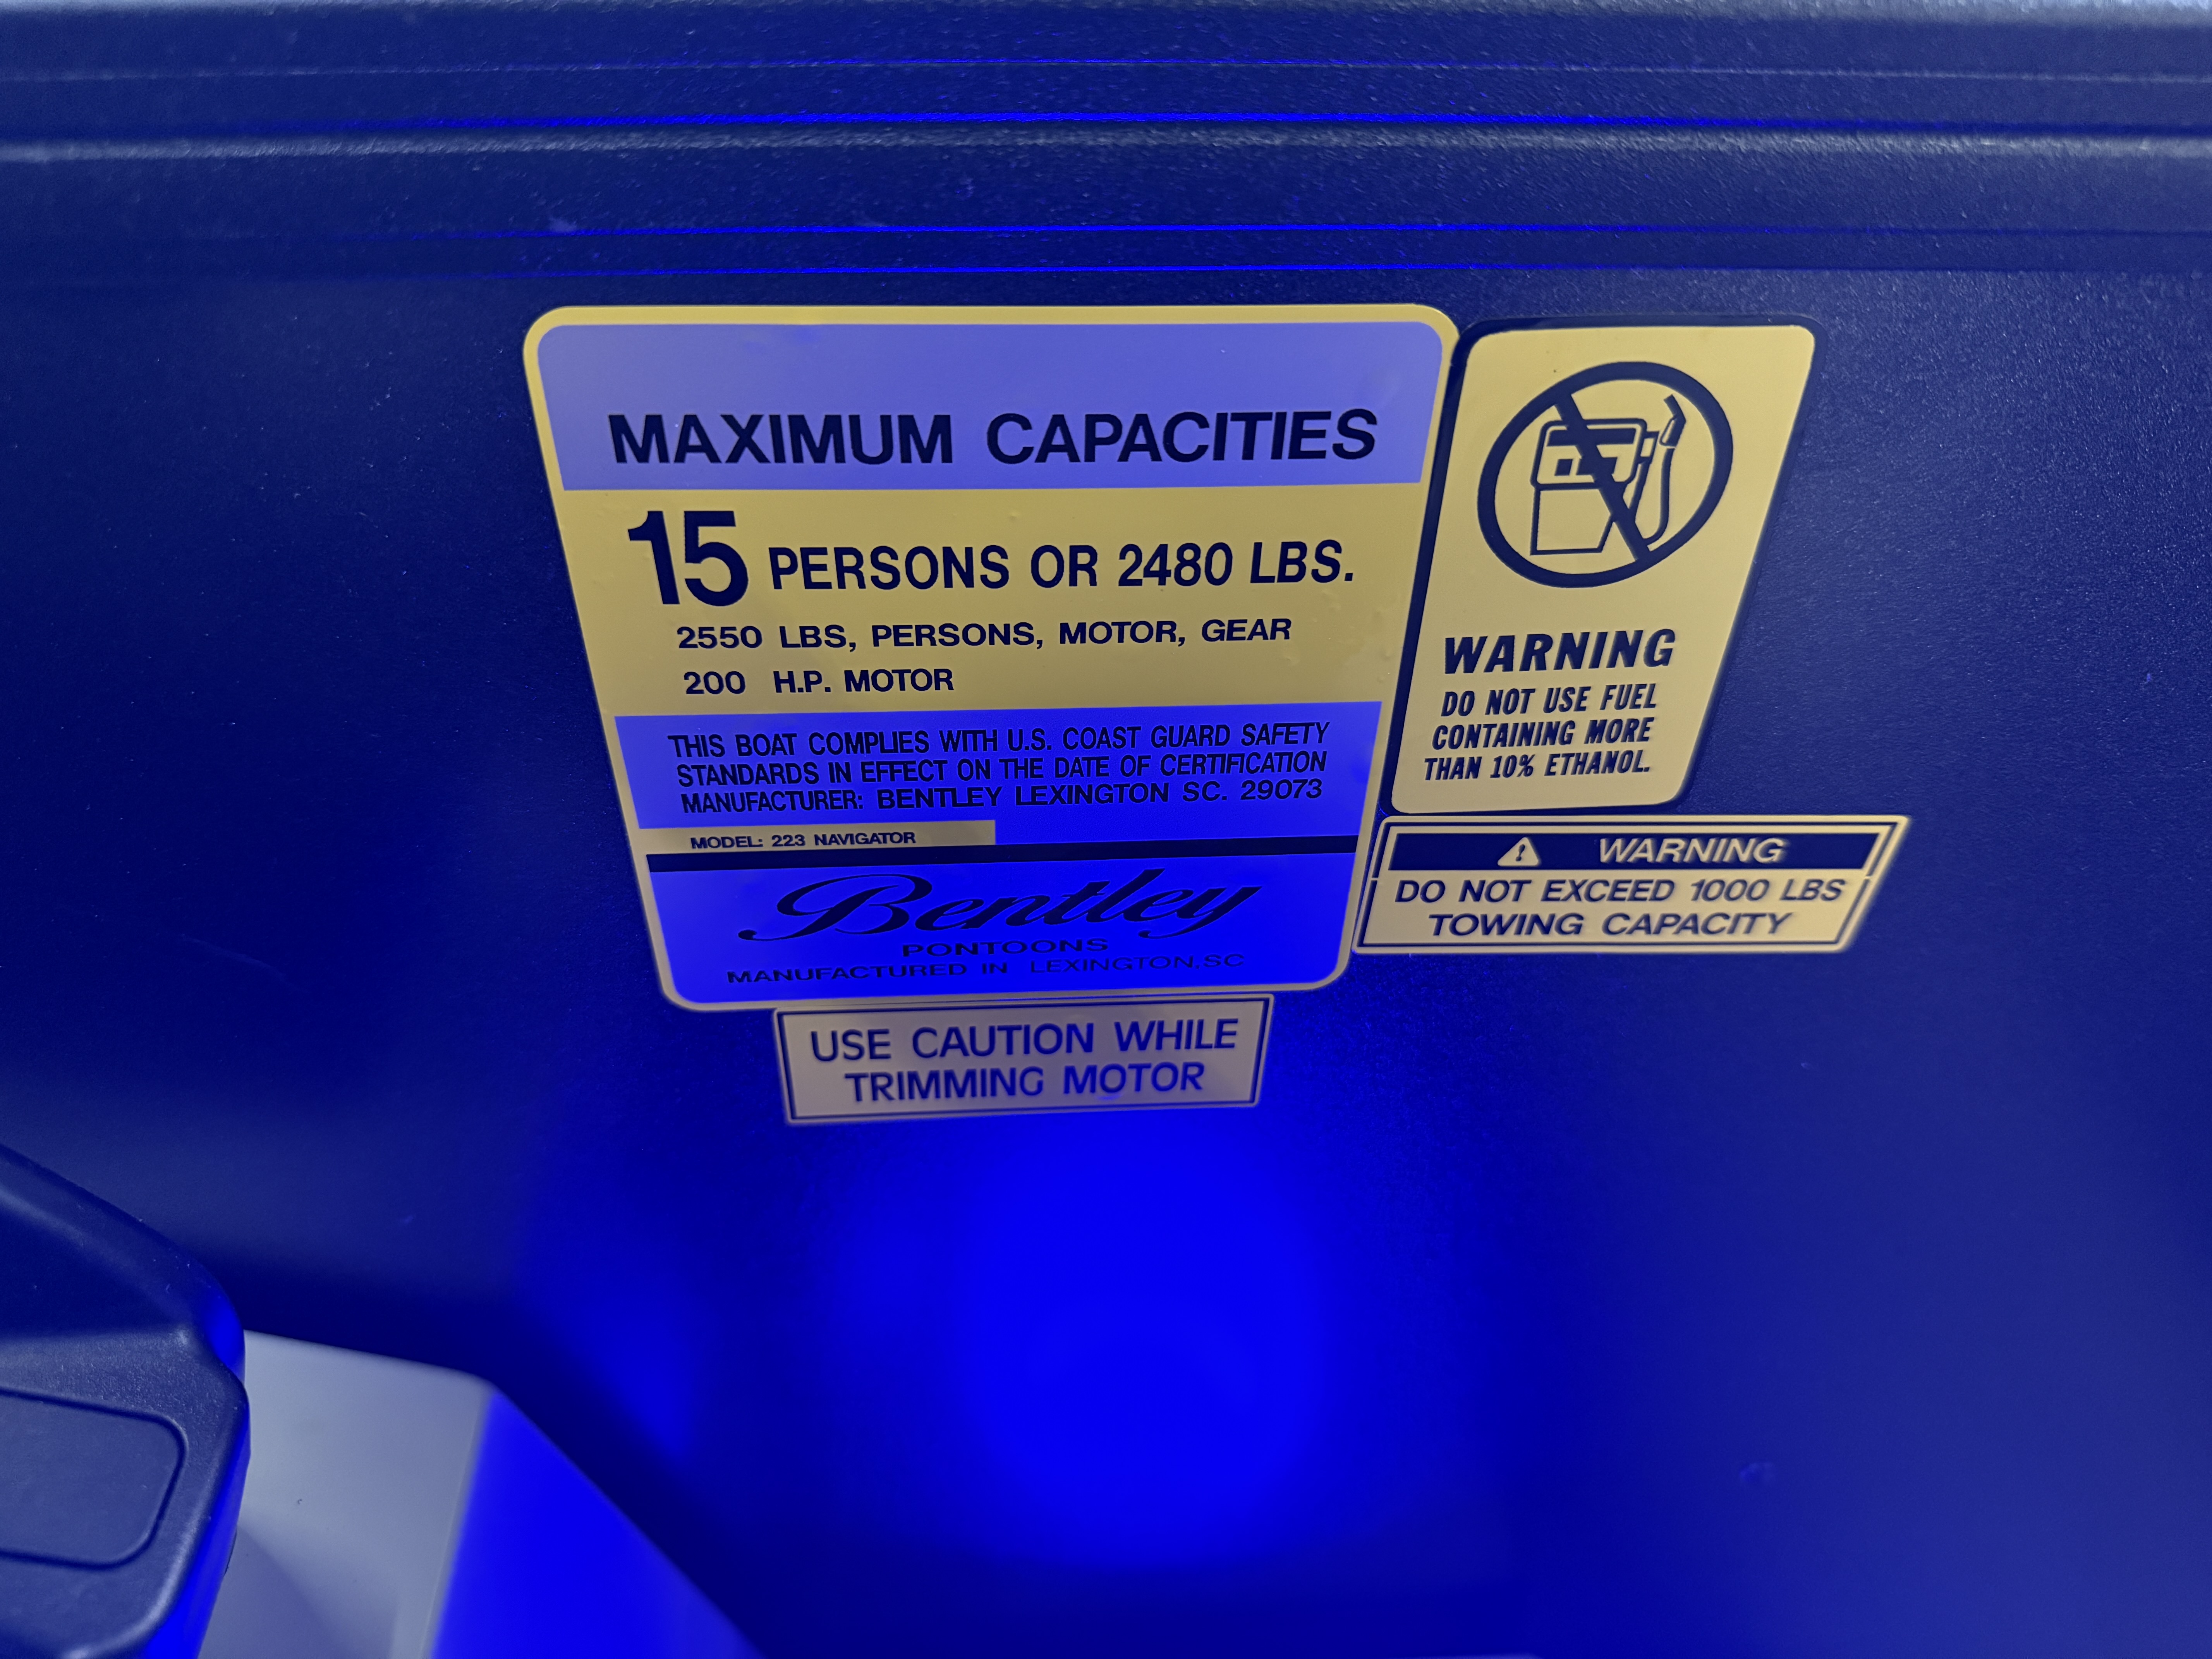 MAXIMUM CAPACITIES
15 PERSONS OR 2480 LBS.
2550 LBS, PERSONS, MOTOR, GEAR
200 H.P. MOTOR
THIS BOAT COMPLIES WITH U.S. COAST GUARD SAFETY
STANDARDS IN EFFECT ON THE DATE OF CERTIFICATION
MANUFACTURER: BENTLEY LEXINGTON SC. 29073
MODEL: 223 NAVIGATOR
Bentley
PONTOONS
MANUFACTURED IN LEXINGTON,SC
USE CAUTION WHILE
TRIMMING MOTOR
WARNING
DO NOT USE FUEL
CONTAINING MORE
THAN 10% ETHANOL.
WARNING
DO NOT EXCEED 1000 LBS
TOWING CAPACITY